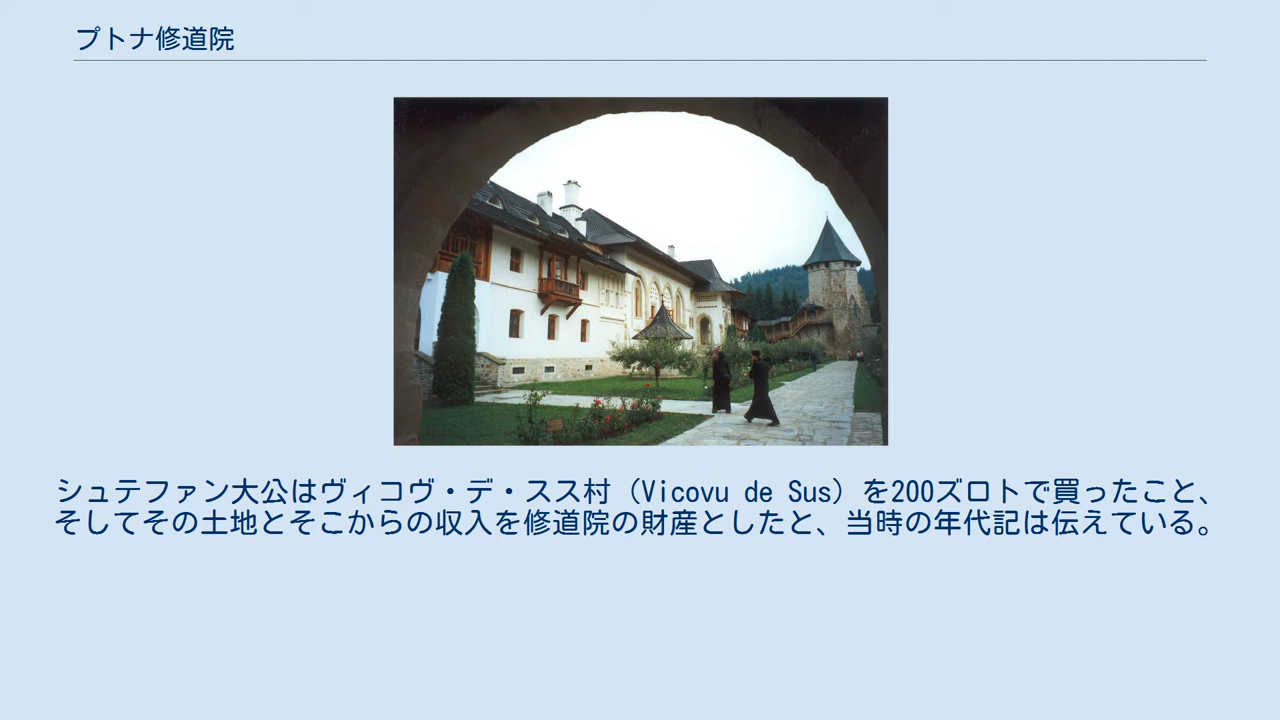 プトナ修道院
シュテファン大公はヴィコヴ・デ・スス村（Vicovu de Sus）を200ズロトで買ったこと、
そしてその土地とそこからの収入を修道院の財産としたと、当時の年代記は伝えている。